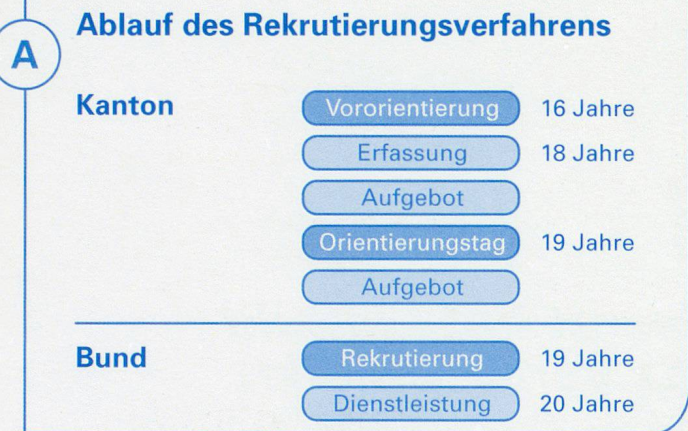 Ablauf des Rekrutierungsverfahrens
A
Kanton Vororientierung 16 Jahre
Erfassung 18 Jahre
Aufgebot
Orientierungstag 19 Jahre
Aufgebot
Bund Rekrutierung 19 Jahre
Dienstleistung 20 Jahre